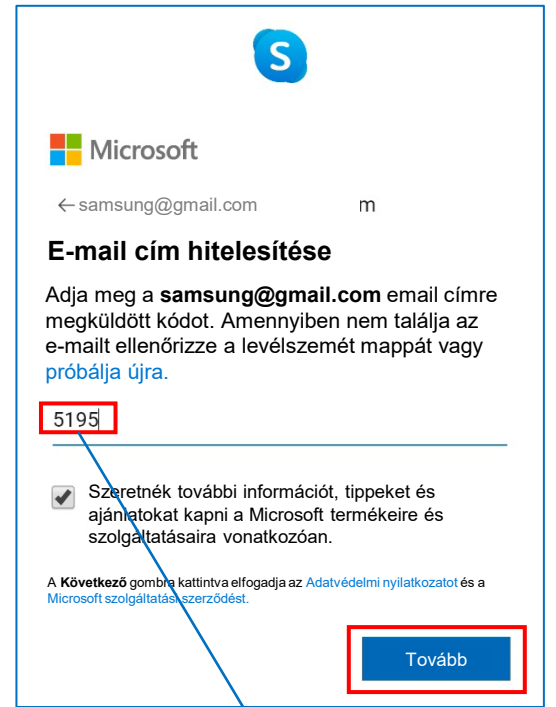 S
Microsoft
← samsung@gmail.com m
E-mail cím hitelesítése
Adja meg a samsung@gmail.com email címre
megküldött kódot. Amennyiben nem találja az
e-mailt ellenőrizze a levélszemét mappát vagy
próbálja újra.
5195
Szeretnék további információt, tippeket és
ajánlatokat kapni a Microsoft termékeire és
szolgáltatásaira vonatkozóan.
A Következő gombra kattintva elfogadja az Adatvédelmi nyilatkozatot és a
Microsoft szolgáltatási szerződést.
Tovább